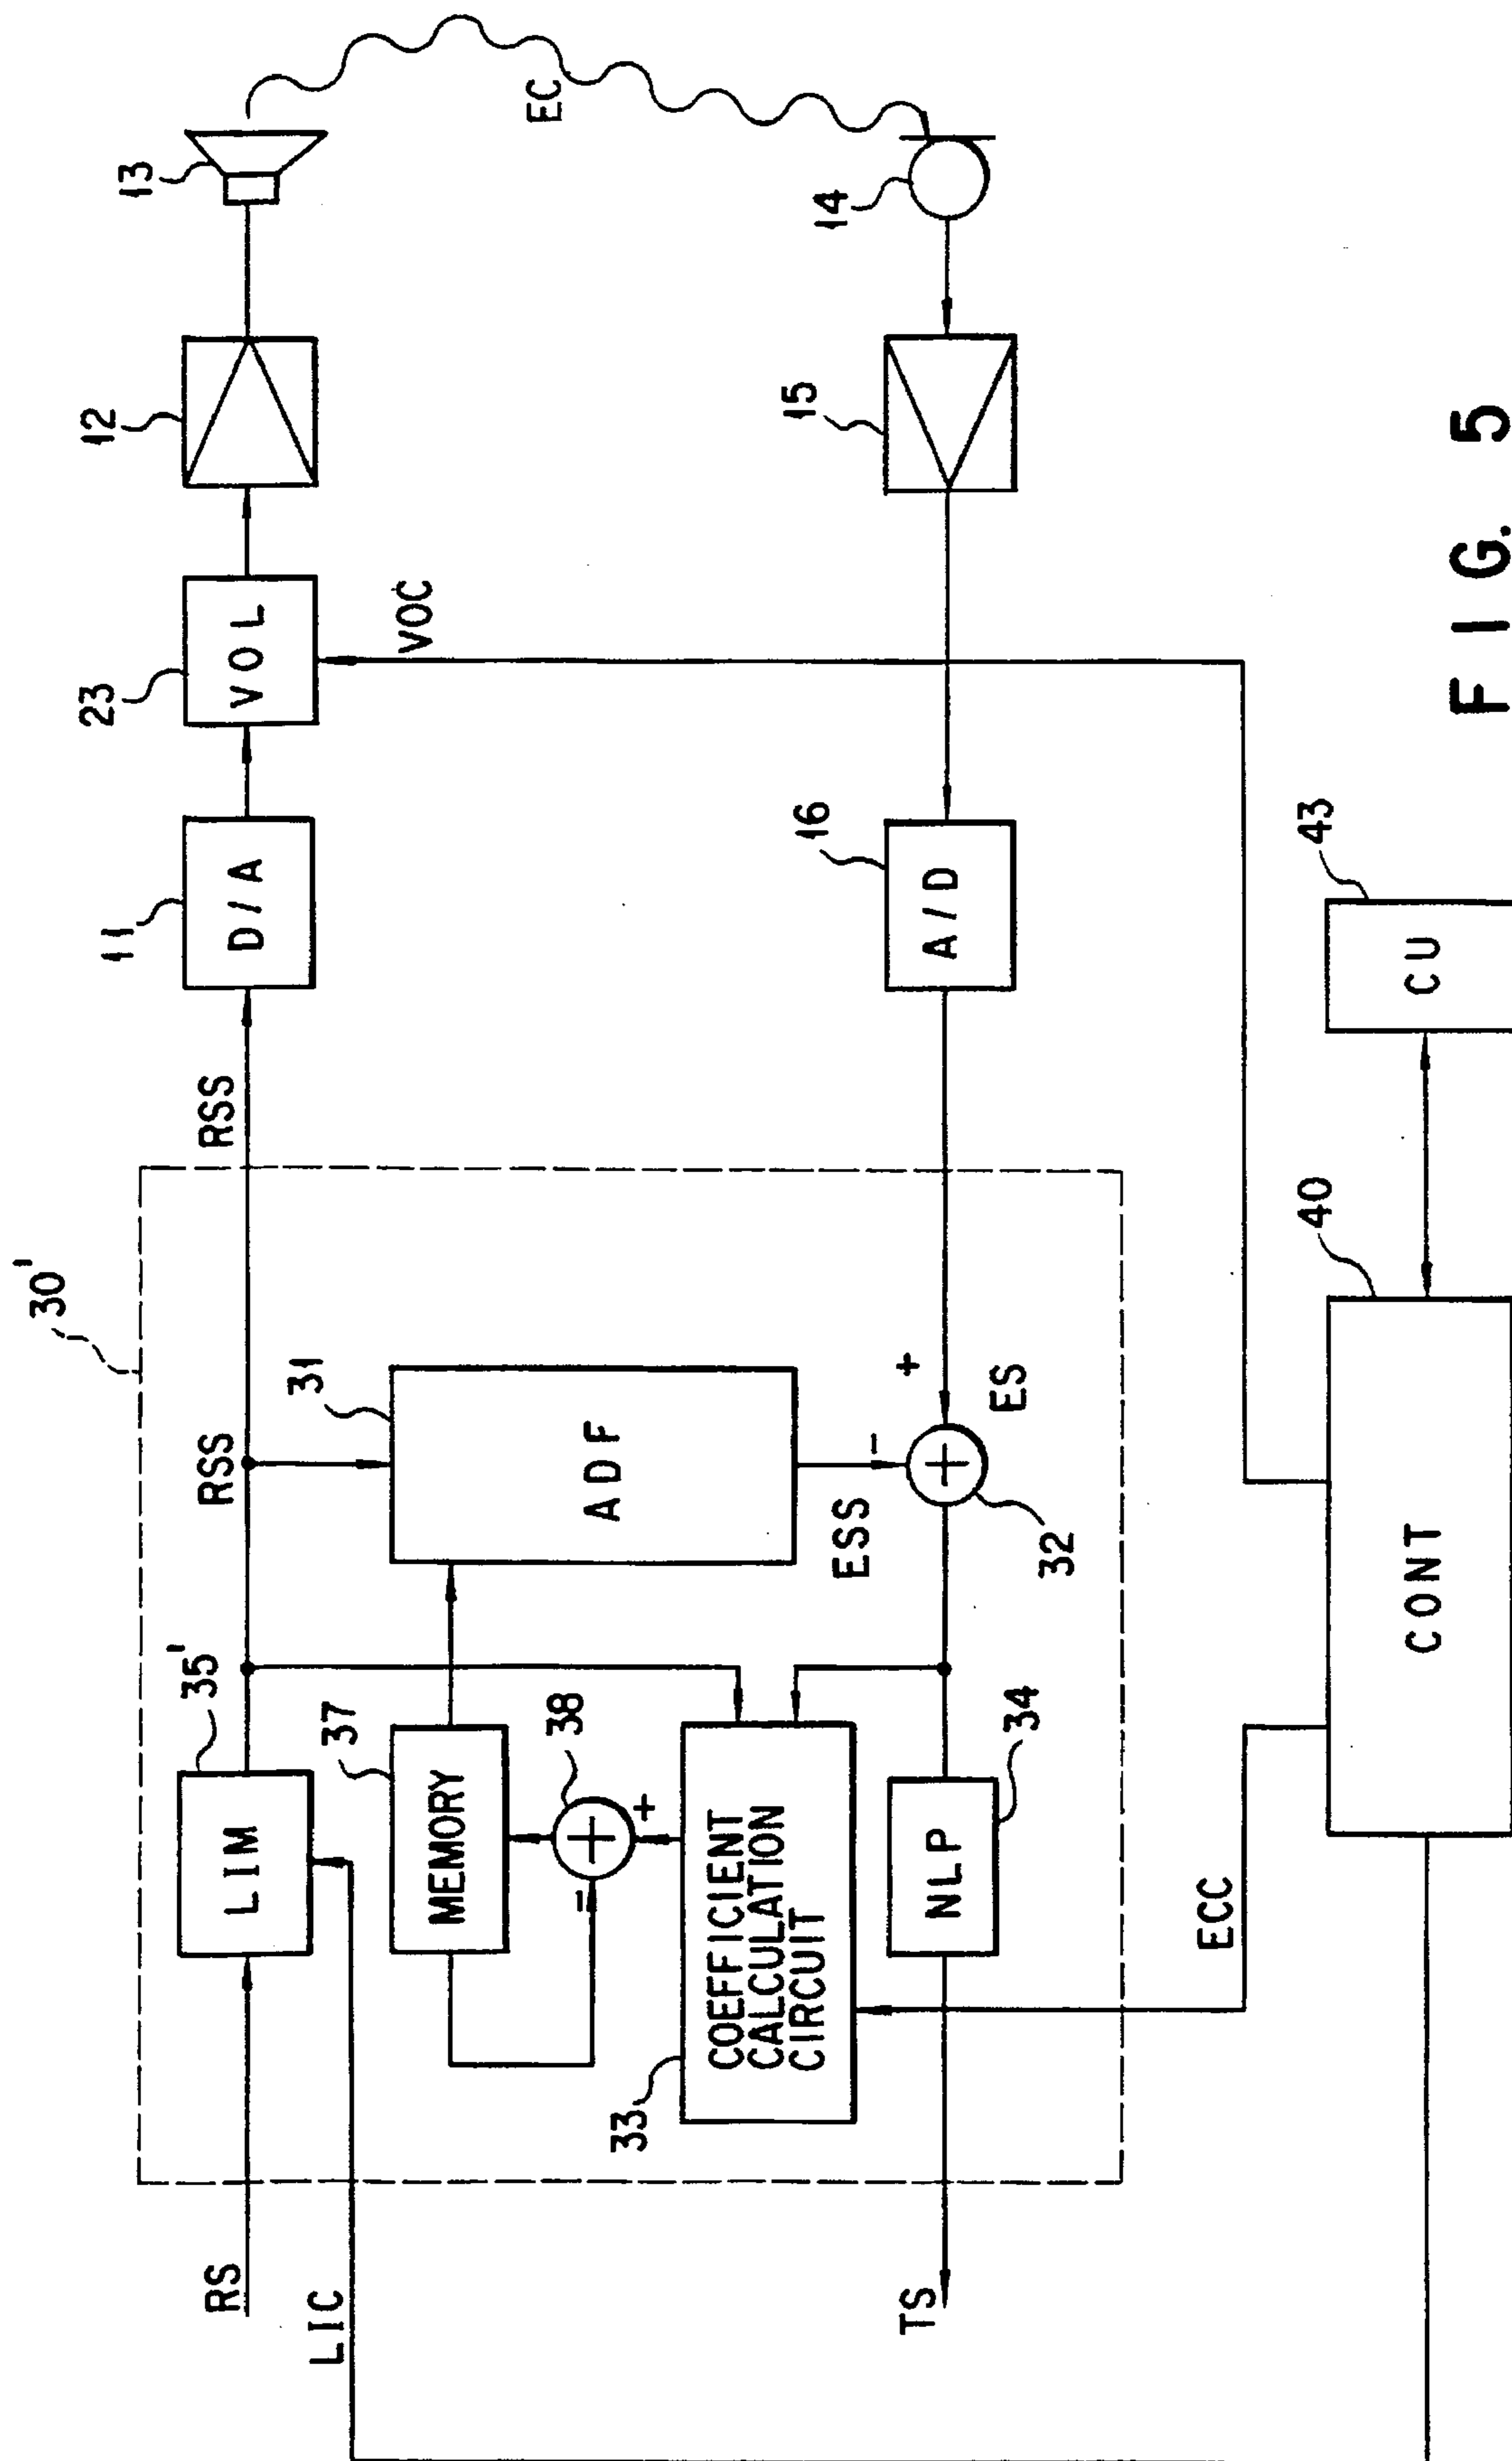 30'
RS
LIM
35'
RSS
RSS
D/A
11
VOL
23
12
13
LIC
MEMORY
37
38
+
−
+
ADF
31
VOC
EC
33
COEFFICIENT
CALCULATION
CIRCUIT
ESS
−
+
+
ES
32
TS
NLP
34
A/D
16
15
14
ECC
CONT
40
CU
43
FIG. 5